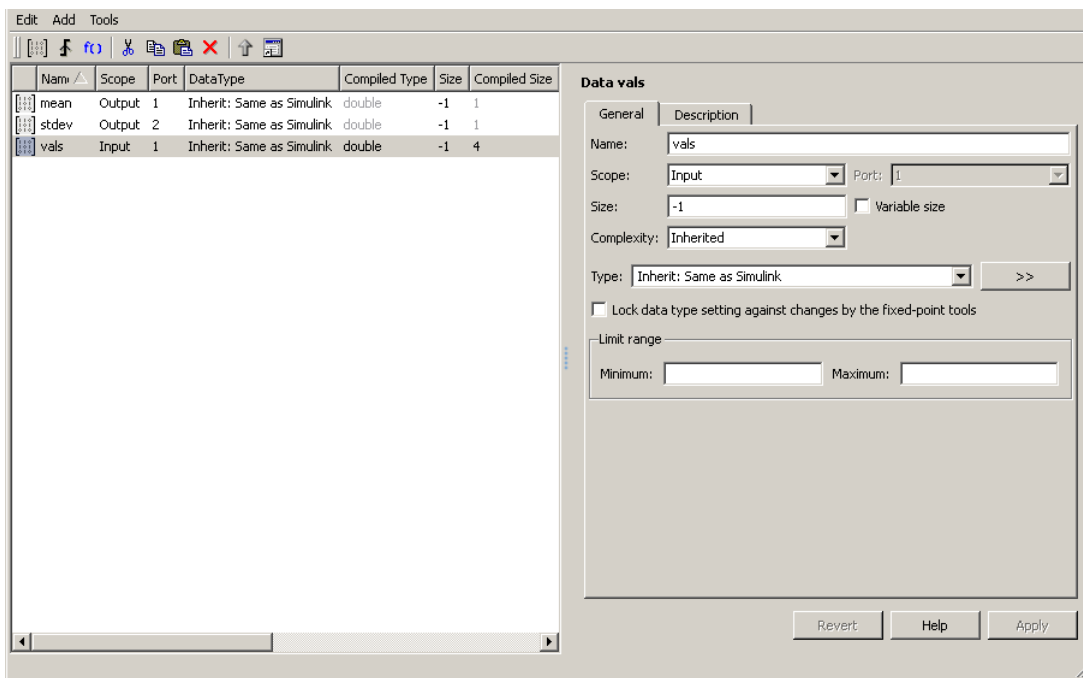 Edit Add Tools
f()
Name Scope Port DataType Compiled Type Size Compiled Size
mean Output 1 Inherit: Same as Simulink double -1 1
stdev Output 2 Inherit: Same as Simulink double -1 1
vals Input 1 Inherit: Same as Simulink double -1 4
Data vals
General Description
Name: vals
Scope: Input Port: 1
Size: -1 Variable size
Complexity: Inherited
Type: Inherit: Same as Simulink >>
Lock data type setting against changes by the fixed-point tools
Limit range
Minimum: Maximum:
Revert Help Apply